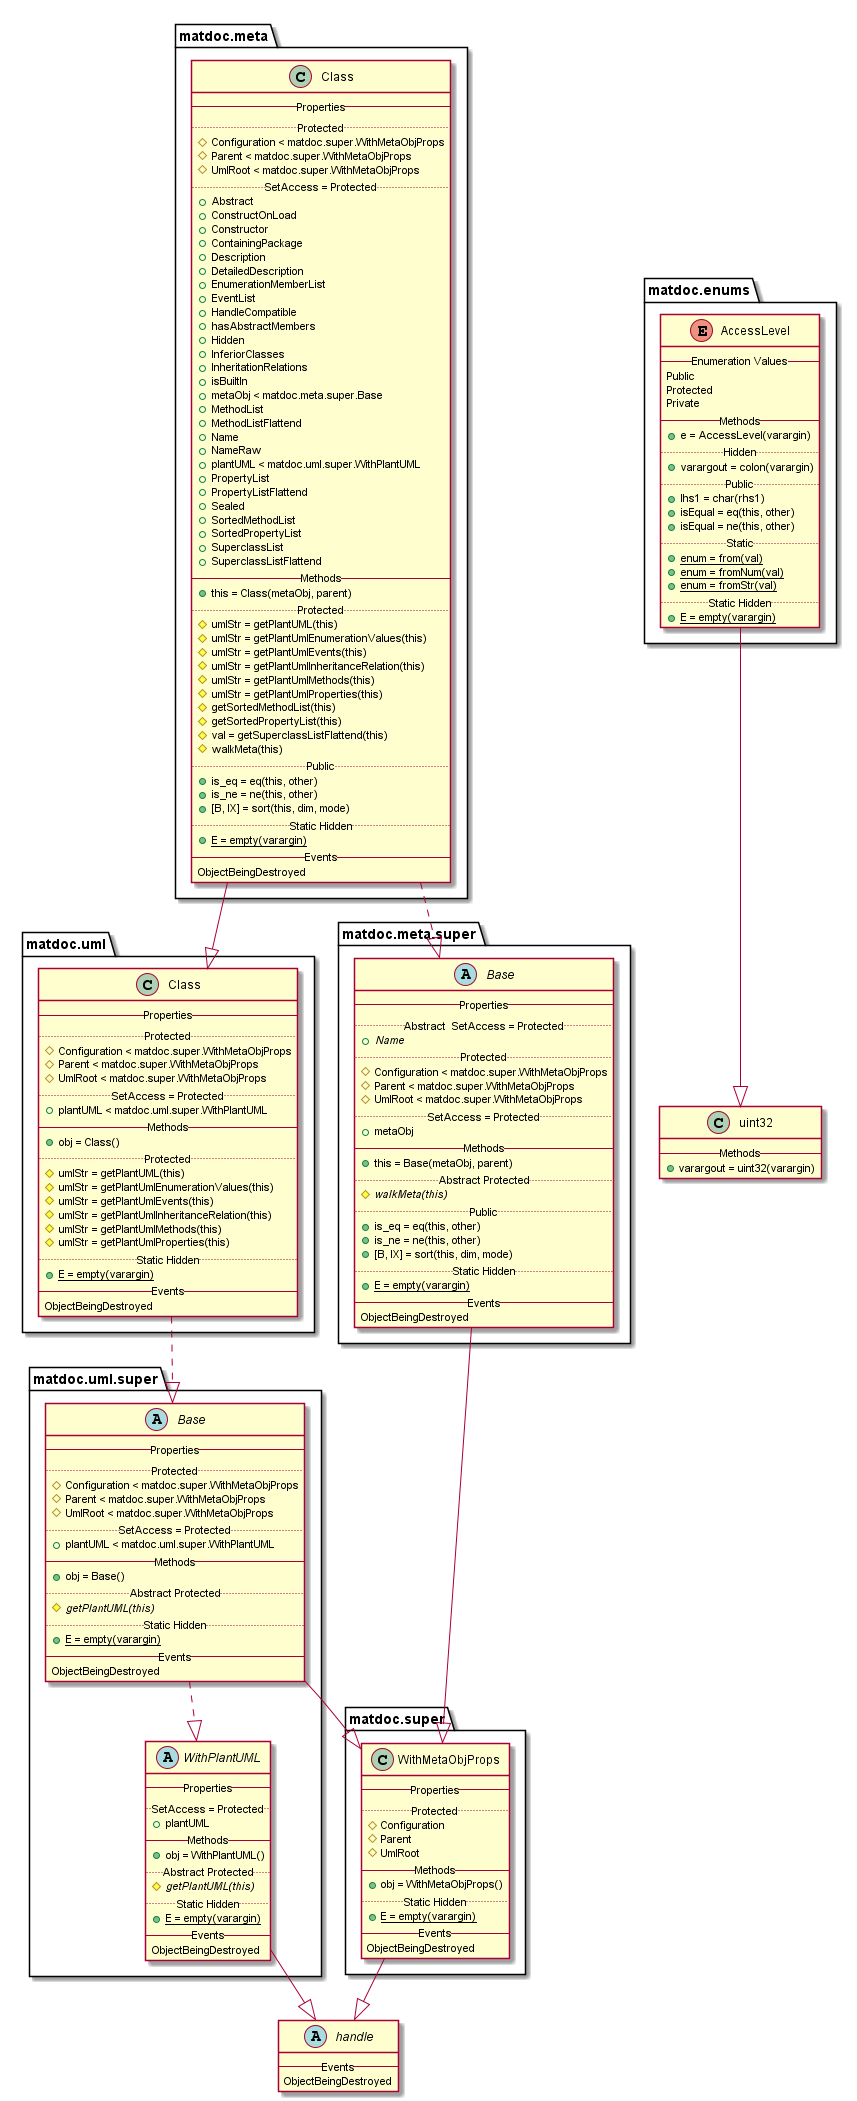 matdoc.meta
C Class
Properties
Protected
Configuration < matdoc.super.WithMetaObjProps
Parent < matdoc.super.WithMetaObjProps
UmlRoot < matdoc.super.WithMetaObjProps
SetAccess = Protected
Abstract
ConstructOnLoad
Constructor
ContainingPackage
Description
DetailedDescription
EnumerationMemberList
EventList
HandleCompatible
hasAbstractMembers
Hidden
InferiorClasses
InheritationRelations
isBuiltIn
metaObj < matdoc.meta.super.Base
MethodList
MethodListFlattend
Name
NameRaw
plantUML < matdoc.uml.super.WithPlantUML
PropertyList
PropertyListFlattend
Sealed
SortedMethodList
SortedPropertyList
SuperclassList
SuperclassListFlattend
Methods
this = Class(metaObj, parent)
Protected
umlStr = getPlantUML(this)
umlStr = getPlantUmlEnumerationValues(this)
umlStr = getPlantUmlEvents(this)
umlStr = getPlantUmlInheritanceRelation(this)
umlStr = getPlantUmlMethods(this)
umlStr = getPlantUmlProperties(this)
getSortedMethodList(this)
getSortedPropertyList(this)
val = getSuperclassListFlattend(this)
walkMeta(this)
Public
is_eq = eq(this, other)
is_ne = ne(this, other)
[B, IX] = sort(this, dim, mode)
Static Hidden
E = empty(varargin)
Events
ObjectBeingDestroyed
matdoc.enums
E AccessLevel
Enumeration Values
Public
Protected
Private
Methods
e = AccessLevel(varargin)
Hidden
varargout = colon(varargin)
Public
lhs1 = char(rhs1)
isEqual = eq(this, other)
isEqual = ne(this, other)
Static
enum = from(val)
enum = fromNum(val)
enum = fromStr(val)
Static Hidden
E = empty(varargin)
matdoc.uml
C Class
Properties
Protected
Configuration < matdoc.super.WithMetaObjProps
Parent < matdoc.super.WithMetaObjProps
UmlRoot < matdoc.super.WithMetaObjProps
SetAccess = Protected
plantUML < matdoc.uml.super.WithPlantUML
Methods
obj = Class()
Protected
umlStr = getPlantUML(this)
umlStr = getPlantUmlEnumerationValues(this)
umlStr = getPlantUmlEvents(this)
umlStr = getPlantUmlInheritanceRelation(this)
umlStr = getPlantUmlMethods(this)
umlStr = getPlantUmlProperties(this)
Static Hidden
E = empty(varargin)
Events
ObjectBeingDestroyed
matdoc.meta.super
A Base
Properties
Abstract SetAccess = Protected
Name
Protected
Configuration < matdoc.super.WithMetaObjProps
Parent < matdoc.super.WithMetaObjProps
UmlRoot < matdoc.super.WithMetaObjProps
SetAccess = Protected
metaObj
Methods
this = Base(metaObj, parent)
Abstract Protected
walkMeta(this)
Public
is_eq = eq(this, other)
is_ne = ne(this, other)
[B, IX] = sort(this, dim, mode)
Static Hidden
E = empty(varargin)
Events
ObjectBeingDestroyed
C uint32
Methods
varargout = uint32(varargin)
matdoc.uml.super
A Base
Properties
Protected
Configuration < matdoc.super.WithMetaObjProps
Parent < matdoc.super.WithMetaObjProps
UmlRoot < matdoc.super.WithMetaObjProps
SetAccess = Protected
plantUML < matdoc.uml.super.WithPlantUML
Methods
obj = Base()
Abstract Protected
getPlantUML(this)
Static Hidden
E = empty(varargin)
Events
ObjectBeingDestroyed
A WithPlantUML
Properties
SetAccess = Protected
plantUML
Methods
obj = WithPlantUML()
Abstract Protected
getPlantUML(this)
Static Hidden
E = empty(varargin)
Events
ObjectBeingDestroyed
matdoc.super
C WithMetaObjProps
Properties
Protected
Configuration
Parent
UmlRoot
Methods
obj = WithMetaObjProps()
Static Hidden
E = empty(varargin)
Events
ObjectBeingDestroyed
A handle
Events
ObjectBeingDestroyed